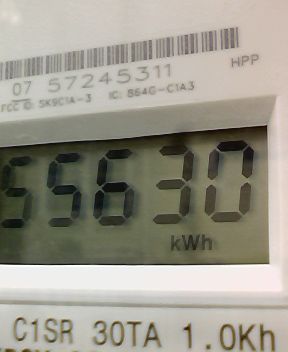 07 57245311
HPP
FCC ID: SK9C1A-3 IC: 864G-C1A3
55630
kWh
C1SR 30TA 1.0Kh